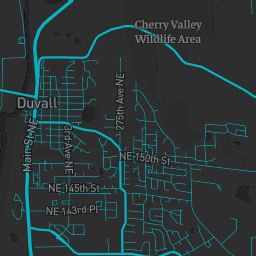 Cherry Valley
Wildlife Area
Duvall
275th Ave NE
Main St NE
3rd Ave NE
NE 150th St
NE 145th St
NE 143rd Pl